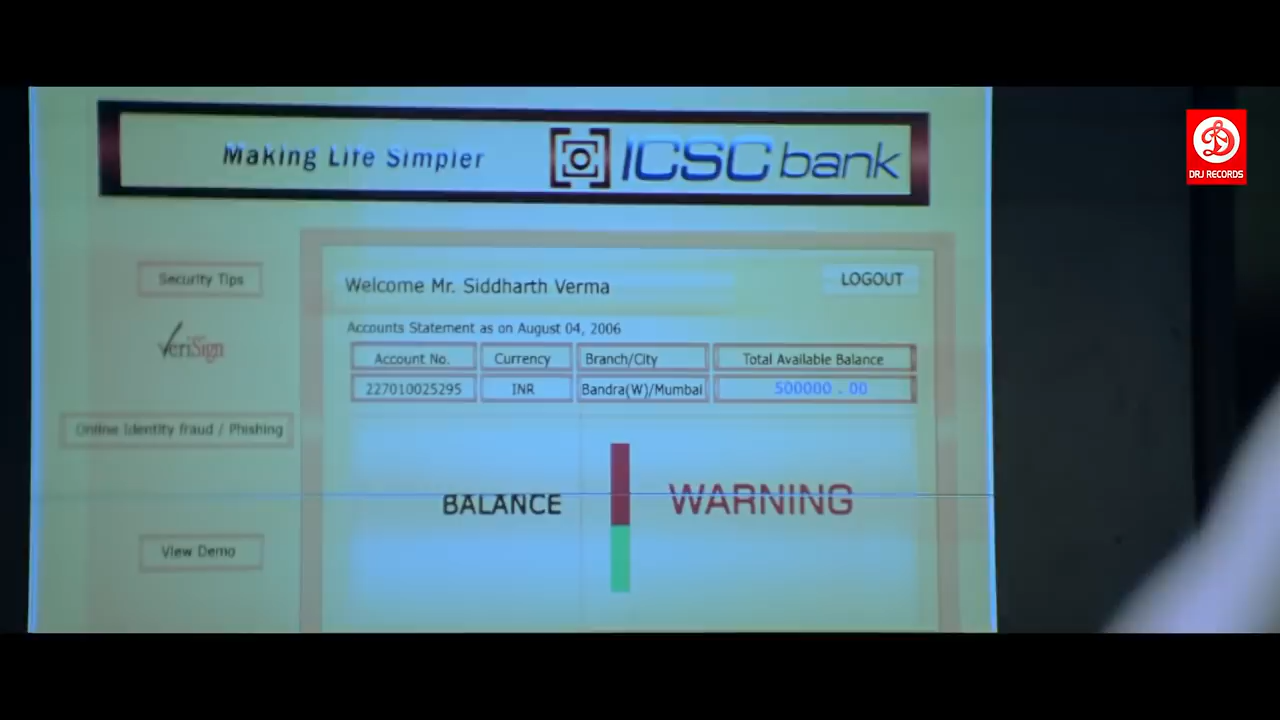 Making Life Simpler
ICSC bank
DRJ RECORDS
Security Tips
VeriSign
Online Identity fraud / Phishing
View Demo
Welcome Mr. Siddharth Verma
LOGOUT
Accounts Statement as on August 04, 2006
Account No. Currency Branch/City Total Available Balance
227010025295 INR Bandra(W)/Mumbai 500000 . 00
BALANCE WARNING